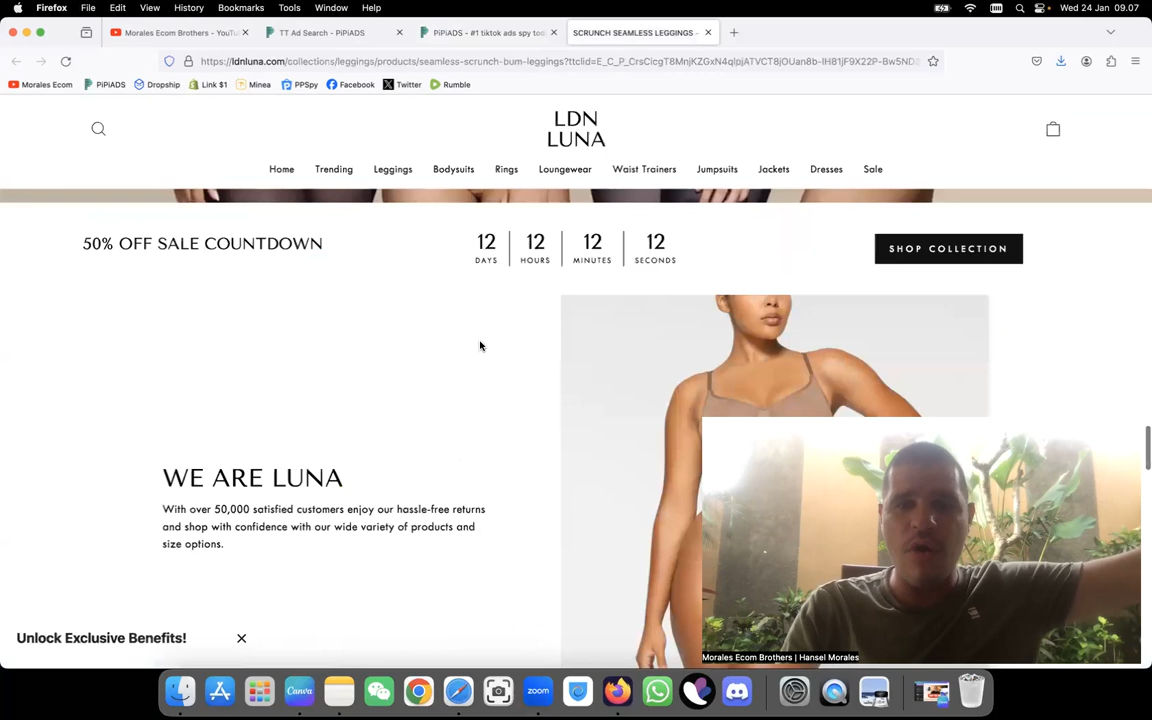 Firefox File Edit View History Bookmarks Tools Window Help Wed 24 Jan 09.07
Morales Ecom Brothers - YouTu TT Ad Search - PiPiADS PiPiADS - #1 tiktok ads spy too SCRUNCH SEAMLESS LEGGINGS –
Morales Ecom PiPiADS Dropship Link $1 Minea PPSpy Facebook Twitter Rumble
LDN
LUNA
Home Trending Leggings Bodysuits Rings Loungewear Waist Trainers Jumpsuits Jackets Dresses Sale
50% OFF SALE COUNTDOWN
12 12 12 12
DAYS HOURS MINUTES SECONDS
SHOP COLLECTION
WE ARE LUNA
With over 50,000 satisfied customers enjoy our hassle-free returns
and shop with confidence with our wide variety of products and
size options.
Unlock Exclusive Benefits!
Morales Ecom Brothers | Hansel Morales
zoom